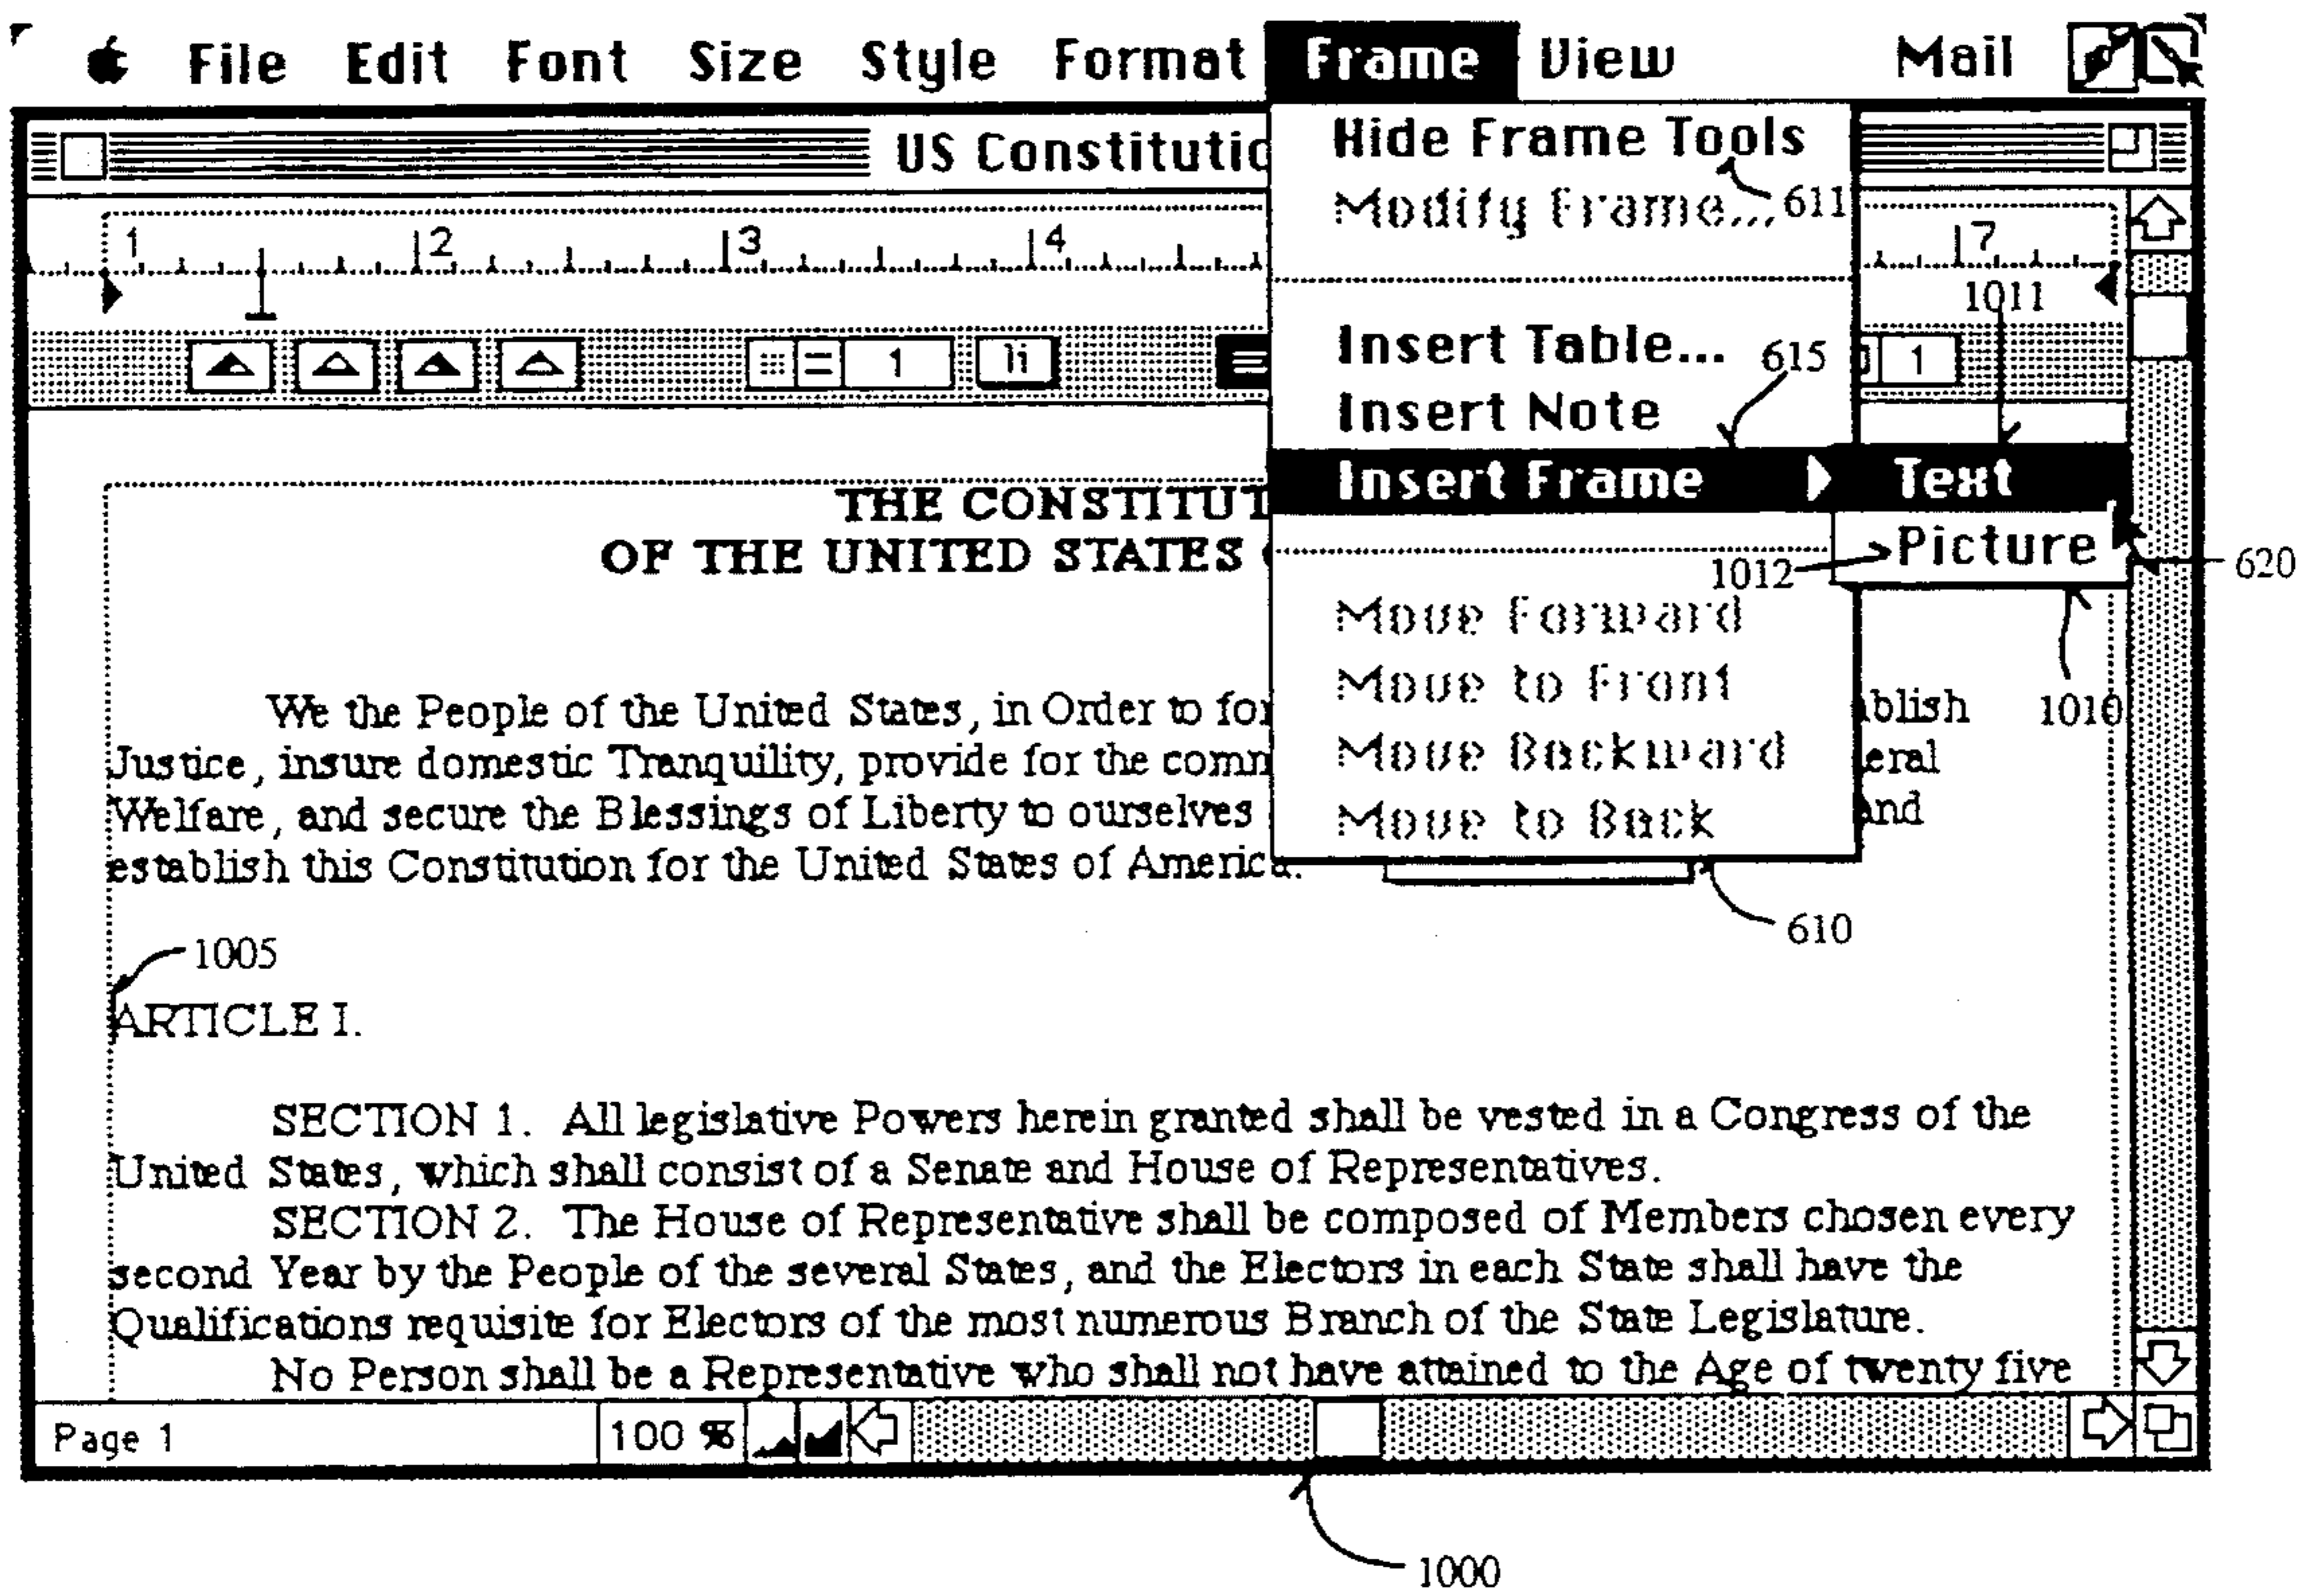 File Edit Font Size Style Format Frame View Mail
US Constitutio
Hide Frame Tools
611
Modify Frame...
1 2 3 4 7
1011
Insert Table...
615
1 li 1
Insert Note
Insert Frame Text
Picture
1012
620
THE CONSTITUT
OF THE UNITED STATES
Move Forward
Move to Front
1010
Move Backward
Move to Back
610
We the People of the United States, in Order to for ablish
Justice, insure domestic Tranquility, provide for the comm eral
Welfare, and secure the Blessings of Liberty to ourselves and
establish this Constitution for the United States of America.
1005
ARTICLE I.
SECTION 1. All legislative Powers herein granted shall be vested in a Congress of the
United States, which shall consist of a Senate and House of Representatives.
SECTION 2. The House of Representative shall be composed of Members chosen every
second Year by the People of the several States, and the Electors in each State shall have the
Qualifications requisite for Electors of the most numerous Branch of the State Legislature.
No Person shall be a Representative who shall not have attained to the Age of twenty five
Page 1 100 %
1000